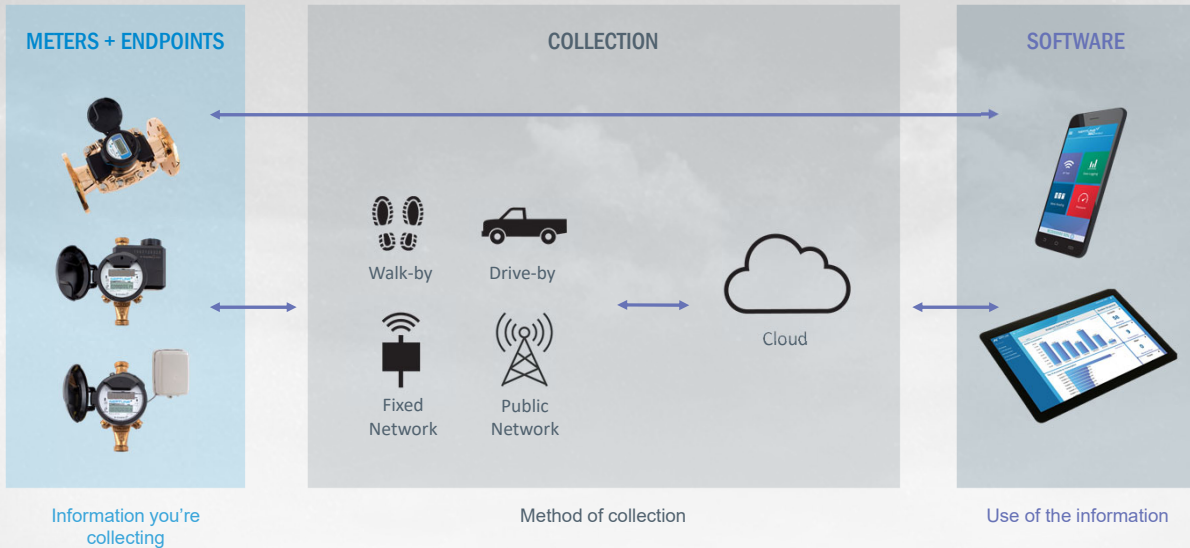 METERS + ENDPOINTS
COLLECTION
SOFTWARE
Walk-by
Drive-by
Fixed
Network
Public
Network
Cloud
Information you’re
collecting
Method of collection
Use of the information